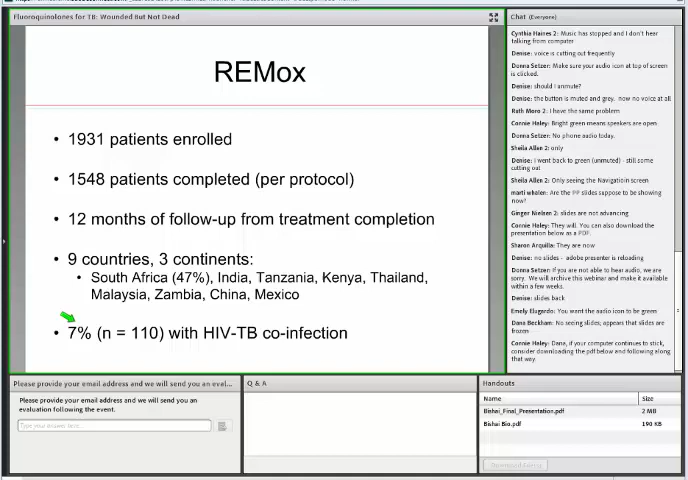 Fluoroquinolones for TB: Wounded But Not Dead
REMox
• 1931 patients enrolled
• 1548 patients completed (per protocol)
• 12 months of follow-up from treatment completion
• 9 countries, 3 continents:
• South Africa (47%), India, Tanzania, Kenya, Thailand,
Malaysia, Zambia, China, Mexico
• 7% (n = 110) with HIV-TB co-infection
Chat (Everyone)
Cynthia Haines 2: Music has stopped and I don't hear
talking from computer
Denise: voice is cutting out frequently
Donna Setzer: Make sure your audio icon at top of screen
is clicked.
Denise: should I unmute?
Denise: the button is muted and grey. now no voice at all
Ruth Moro 2: I have the same problem
Connie Haley: Bright green means speakers are open
Donna Setzer: No phone audio today.
Sheila Allen 2: only
Denise: I went back to green (unmuted) - still some
cutting out
Sheila Allen 2: Only seeing the Navigation screen
marti whalen: Are the PP slides suppose to be showing
now?
Ginger Nielsen 2: slides are not advancing
Connie Haley: They will. You can also download the
presentation below as a PDF.
Sharon Arquilla: They are now
Denise: no slides - adobe presenter is reloading
Donna Setzer: If you are not able to hear audio, we are
sorry. We will archive this webinar and make it available
within a few weeks.
Denise: slides back
Emely Elugardo: You want the audio icon to be green
Dana Beckham: No seeing slides; appears that slides are
frozen
Connie Haley: Dana, if your computer continues to stick,
consider downloading the pdf below and following along
that way.
Please provide your email address and we will send you an eval...
Please provide your email address and we will send you an
evaluation following the event.
Type your answer here...
Q & A
Handouts
Name Size
Bishai_Final_Presentation.pdf 2 MB
Bishai Bio.pdf 190 KB